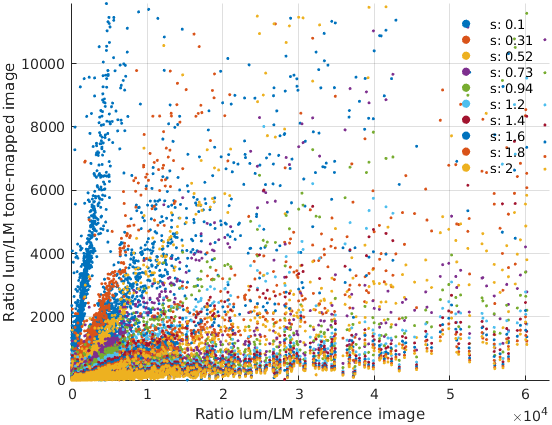 Ratio lum/LM tone-mapped image
10000
8000
6000
4000
2000
0
s: 0.1
s: 0.31
s: 0.52
s: 0.73
s: 0.94
s: 1.2
s: 1.4
s: 1.6
s: 1.8
s: 2
0 1 2 3 4 5 6
×10⁴
Ratio lum/LM reference image